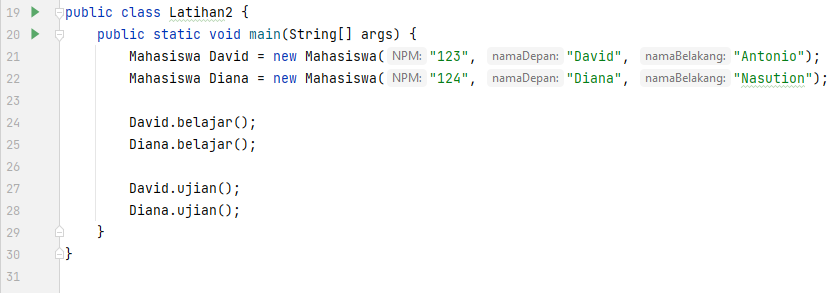 19 public class Latihan2 {
20 public static void main(String[] args) {
21 Mahasiswa David = new Mahasiswa( NPM: "123", namaDepan: "David", namaBelakang: "Antonio");
22 Mahasiswa Diana = new Mahasiswa( NPM: "124", namaDepan: "Diana", namaBelakang: "Nasution");
23
24 David.belajar();
25 Diana.belajar();
26
27 David.ujian();
28 Diana.ujian();
29 }
30 }
31